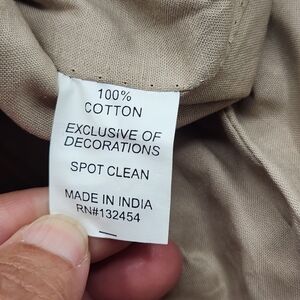 100%
COTTON
EXCLUSIVE OF
DECORATIONS
SPOT CLEAN
MADE IN INDIA
RN#132454